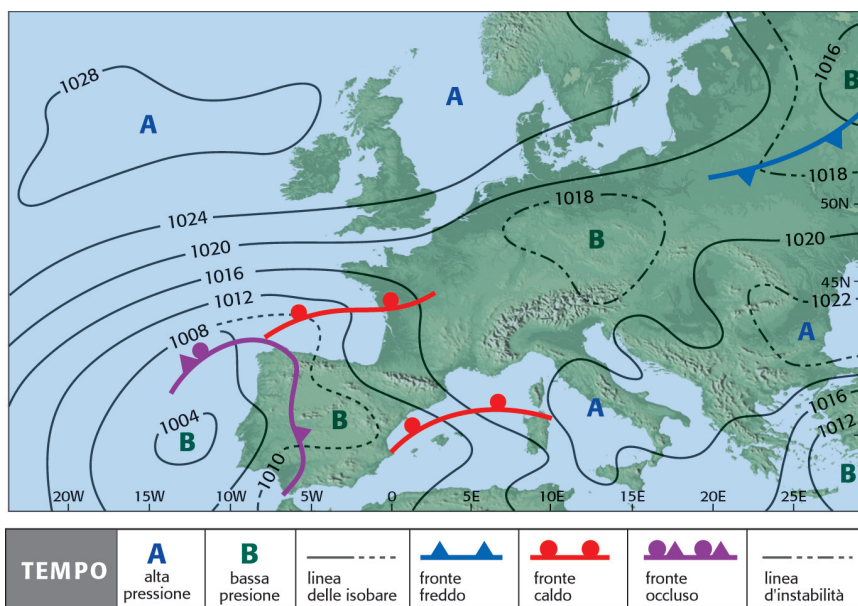 1028
A
A
1016
B
1018
50N
1024
1018
B
1020
1020
1016
45N
1012
1022
1008
A
1016
1004
B
B
A
1012
1010
B
20W 15W 10W 5W 0 5E 10E 15E 20E 25E
TEMPO
A
alta
pressione
B
bassa
presione
linea
delle isobare
fronte
freddo
fronte
caldo
fronte
occluso
linea
d'instabilità